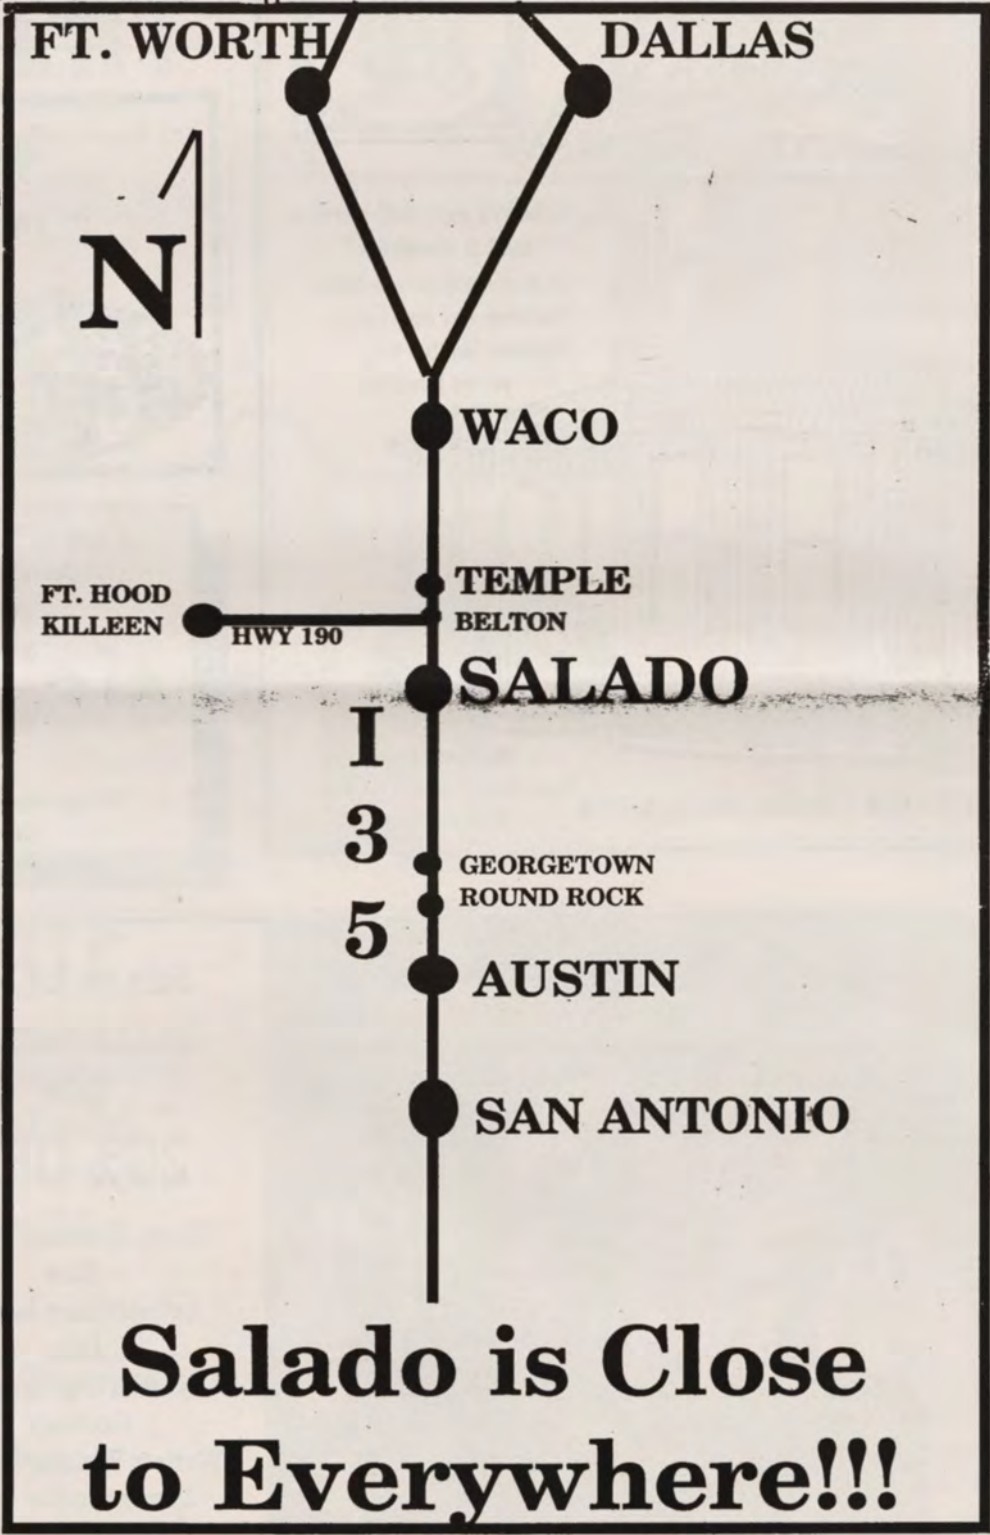 FT. WORTH
DALLAS
N
WACO
TEMPLE
FT. HOOD
KILLEEN
HWY 190
BELTON
SALADO
I
3
5
GEORGETOWN
ROUND ROCK
AUSTIN
SAN ANTONIO
Salado is Close
to Everywhere!!!